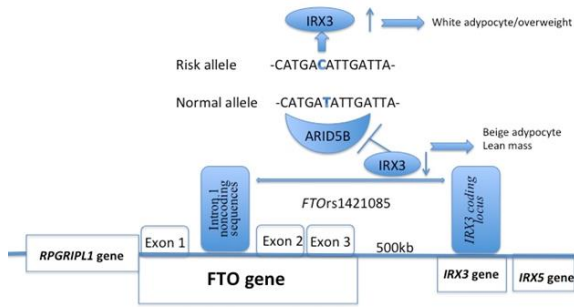 IRX3
White adypocyte/overweight
Risk allele
-CATGACATTGATTA-
Normal allele
-CATGATATTGATTA-
ARID5B
IRX3
Beige adypocyte
Lean mass
Intron 1
noncoding
sequences
FTOrs1421085
IRX3 coding
locus
RPGRIPL1 gene
Exon 1
Exon 2
Exon 3
500kb
FTO gene
IRX3 gene
IRX5 gene